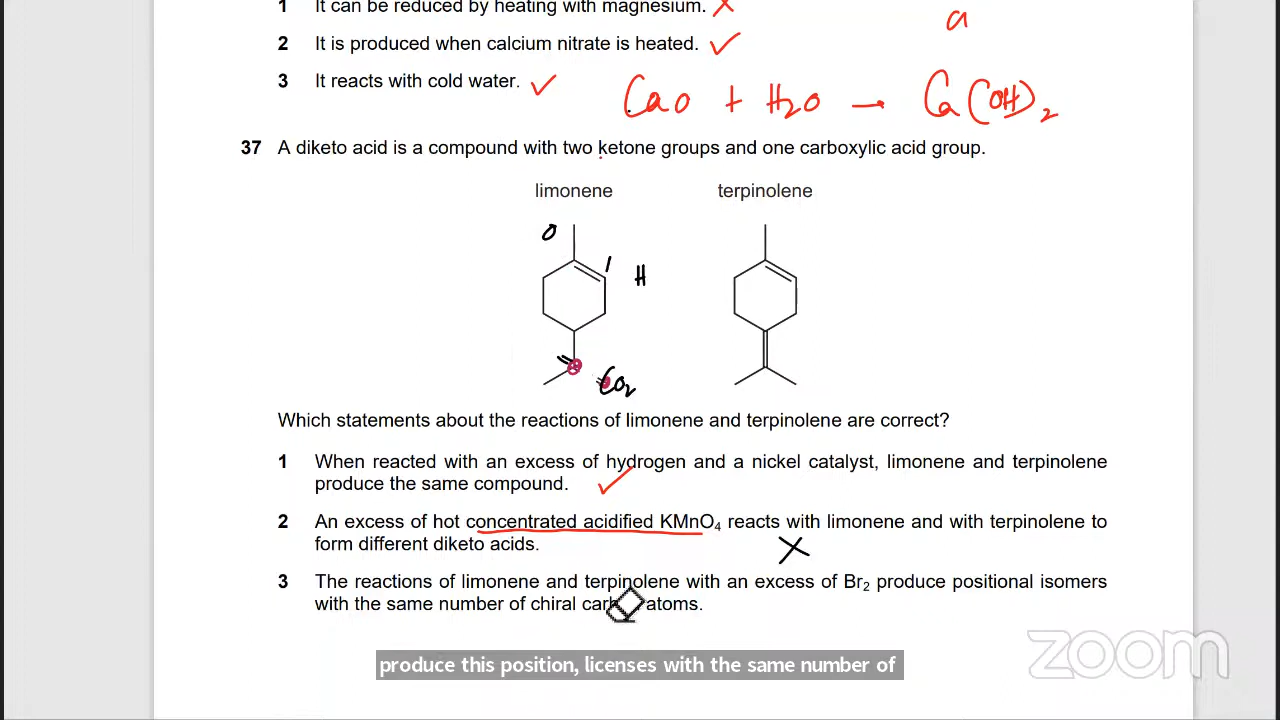 1 It can be reduced by heating with magnesium.
a
2 It is produced when calcium nitrate is heated.
3 It reacts with cold water.
CaO + H2O → Ca(OH)2
37 A diketo acid is a compound with two ketone groups and one carboxylic acid group.
limonene terpinolene
O
H
CO2
Which statements about the reactions of limonene and terpinolene are correct?
1 When reacted with an excess of hydrogen and a nickel catalyst, limonene and terpinolene
produce the same compound.
2 An excess of hot concentrated acidified KMnO4 reacts with limonene and with terpinolene to
form different diketo acids.
3 The reactions of limonene and terpinolene with an excess of Br2 produce positional isomers
with the same number of chiral atoms.
produce this position, licenses with the same number of
zoom